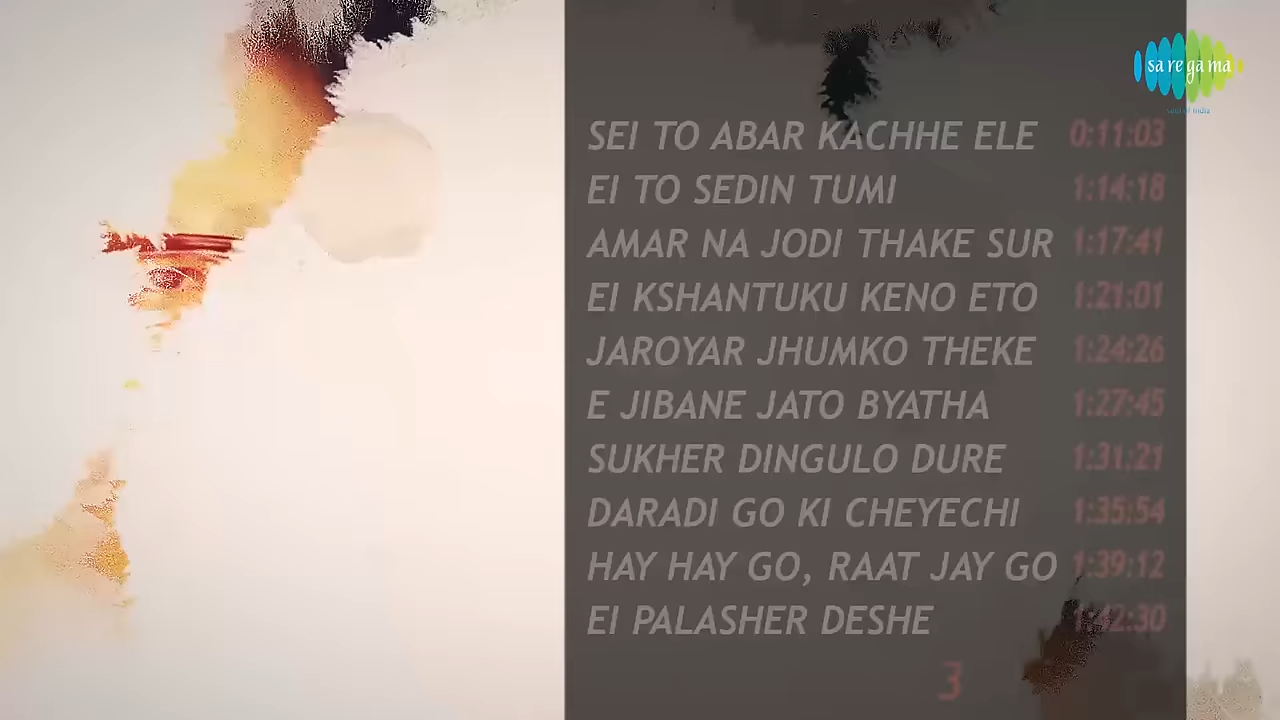 sa re ga ma
SEI TO ABAR KACHHE ELE 0:11:03
EI TO SEDIN TUMI 1:14:18
AMAR NA JODI THAKE SUR 1:17:41
EI KSHANTUKU KENO ETO 1:21:01
JAROYAR JHUMKO THEKE 1:24:26
E JIBANE JATO BYATHA 1:27:45
SUKHER DINGULO DURE 1:31:21
DARADI GO KI CHEYECHI 1:35:54
HAY HAY GO, RAAT JAY GO 1:39:12
EI PALASHER DESHE 1:42:30
3